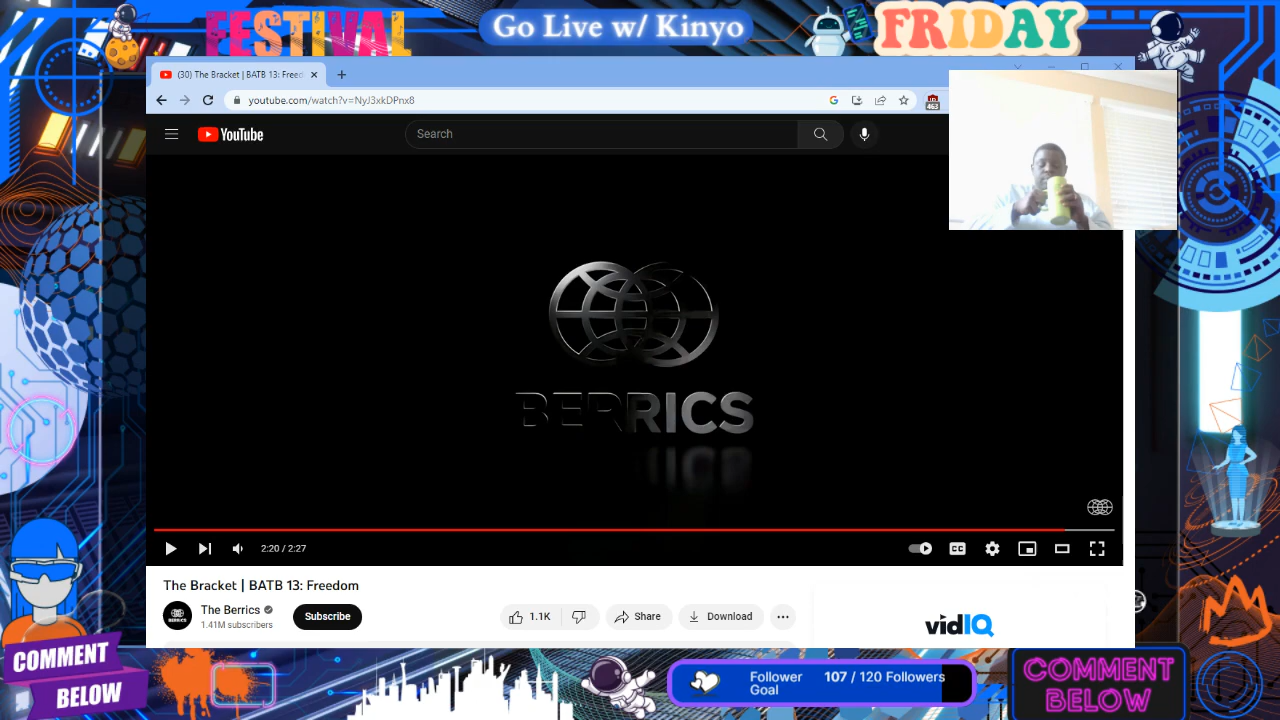 FESTIVAL
Go Live w/ Kinyo
FRIDAY
(30) The Bracket | BATB 13: Freed
youtube.com/watch?v=NyJ3xkDPnx8
463
YouTube
Search
BERRICS
2:20 / 2:27
CC
The Bracket | BATB 13: Freedom
The Berrics
1.41M subscribers
Subscribe
1.1K
Share
Download
vidIQ
COMMENT
BELOW
Follower
Goal
107 / 120 Followers
COMMENT
BELOW